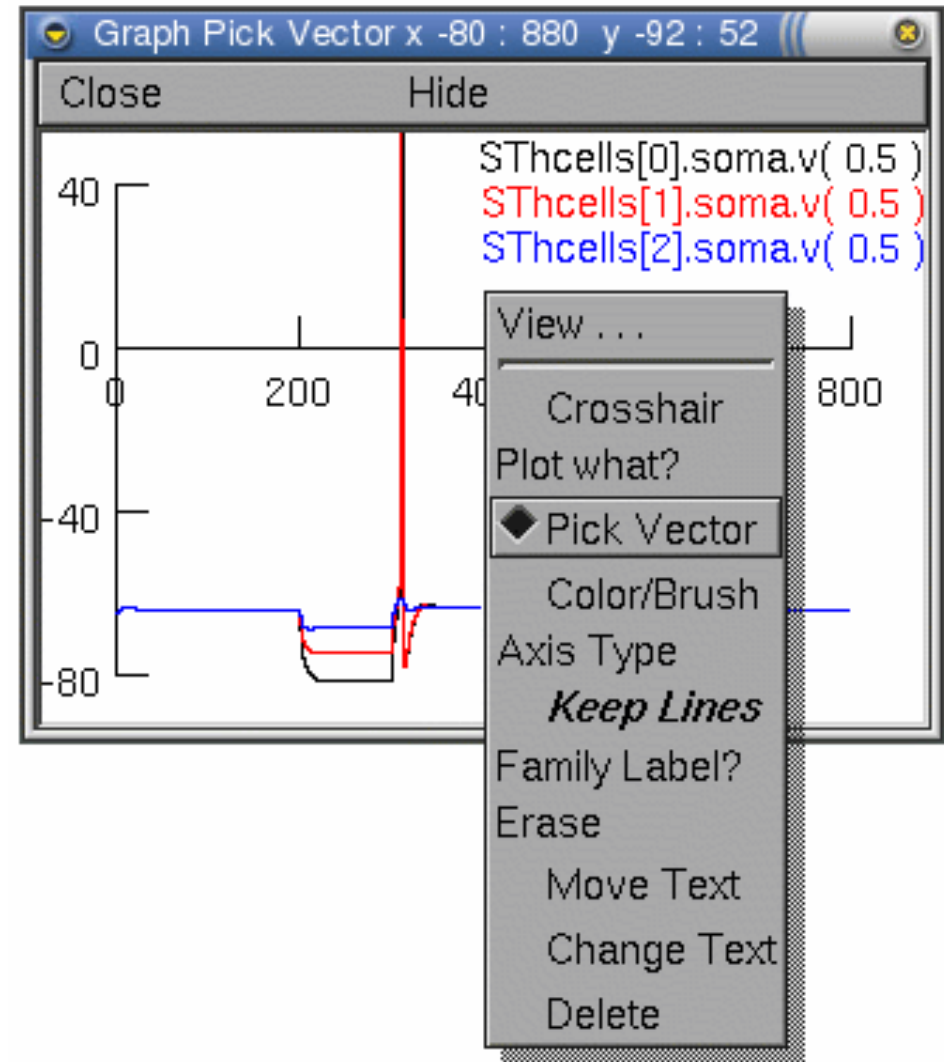 Graph Pick Vector x -80 : 880 y -92 : 52
Close Hide
SThcells[0].soma.v( 0.5 )
40
SThcells[1].soma.v( 0.5 )
SThcells[2].soma.v( 0.5 )
View . . .
0
0 200 40 800
Crosshair
Plot what?
-40
Pick Vector
Color/Brush
Axis Type
-80
Keep Lines
Family Label?
Erase
Move Text
Change Text
Delete